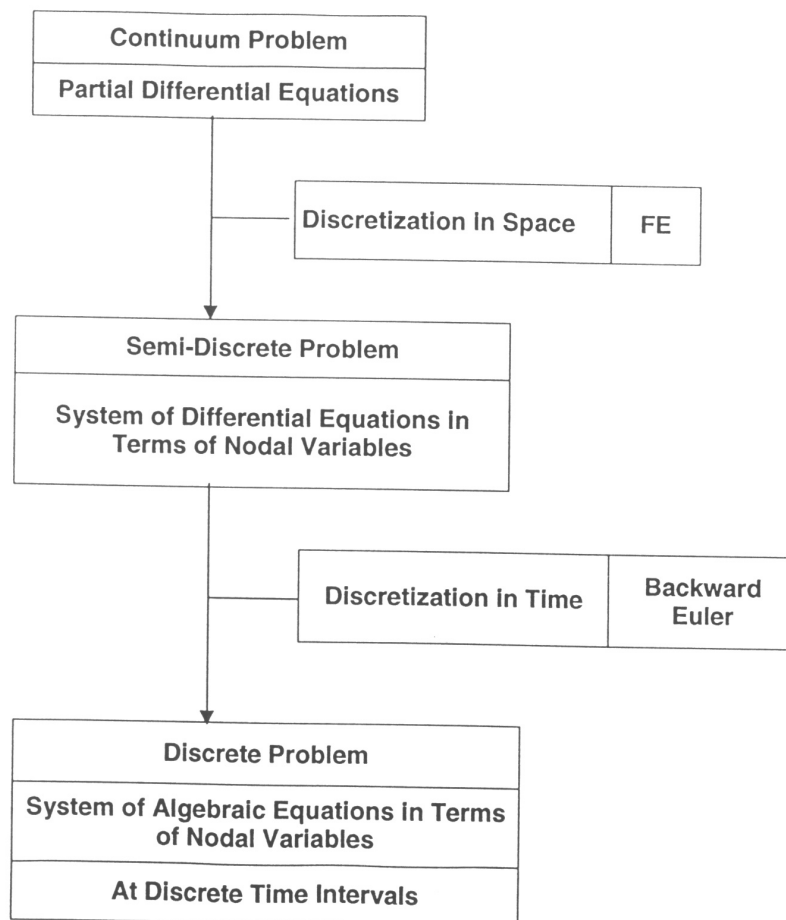 Continuum Problem
Partial Differential Equations
Discretization in Space
FE
Semi-Discrete Problem
System of Differential Equations in
Terms of Nodal Variables
Discretization in Time
Backward
Euler
Discrete Problem
System of Algebraic Equations in Terms
of Nodal Variables
At Discrete Time Intervals